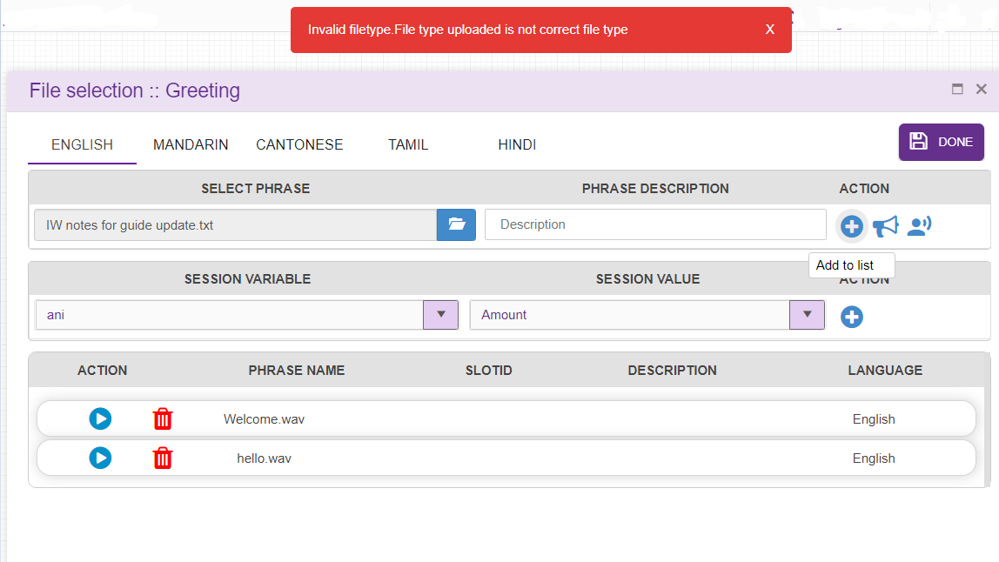 Invalid filetype.File type uploaded is not correct file type X
File selection :: Greeting
ENGLISH MANDARIN CANTONESE TAMIL HINDI DONE
SELECT PHRASE PHRASE DESCRIPTION ACTION
IW notes for guide update.txt Description
Add to list
SESSION VARIABLE SESSION VALUE ACTION
ani Amount
ACTION PHRASE NAME SLOTID DESCRIPTION LANGUAGE
Welcome.wav English
hello.wav English